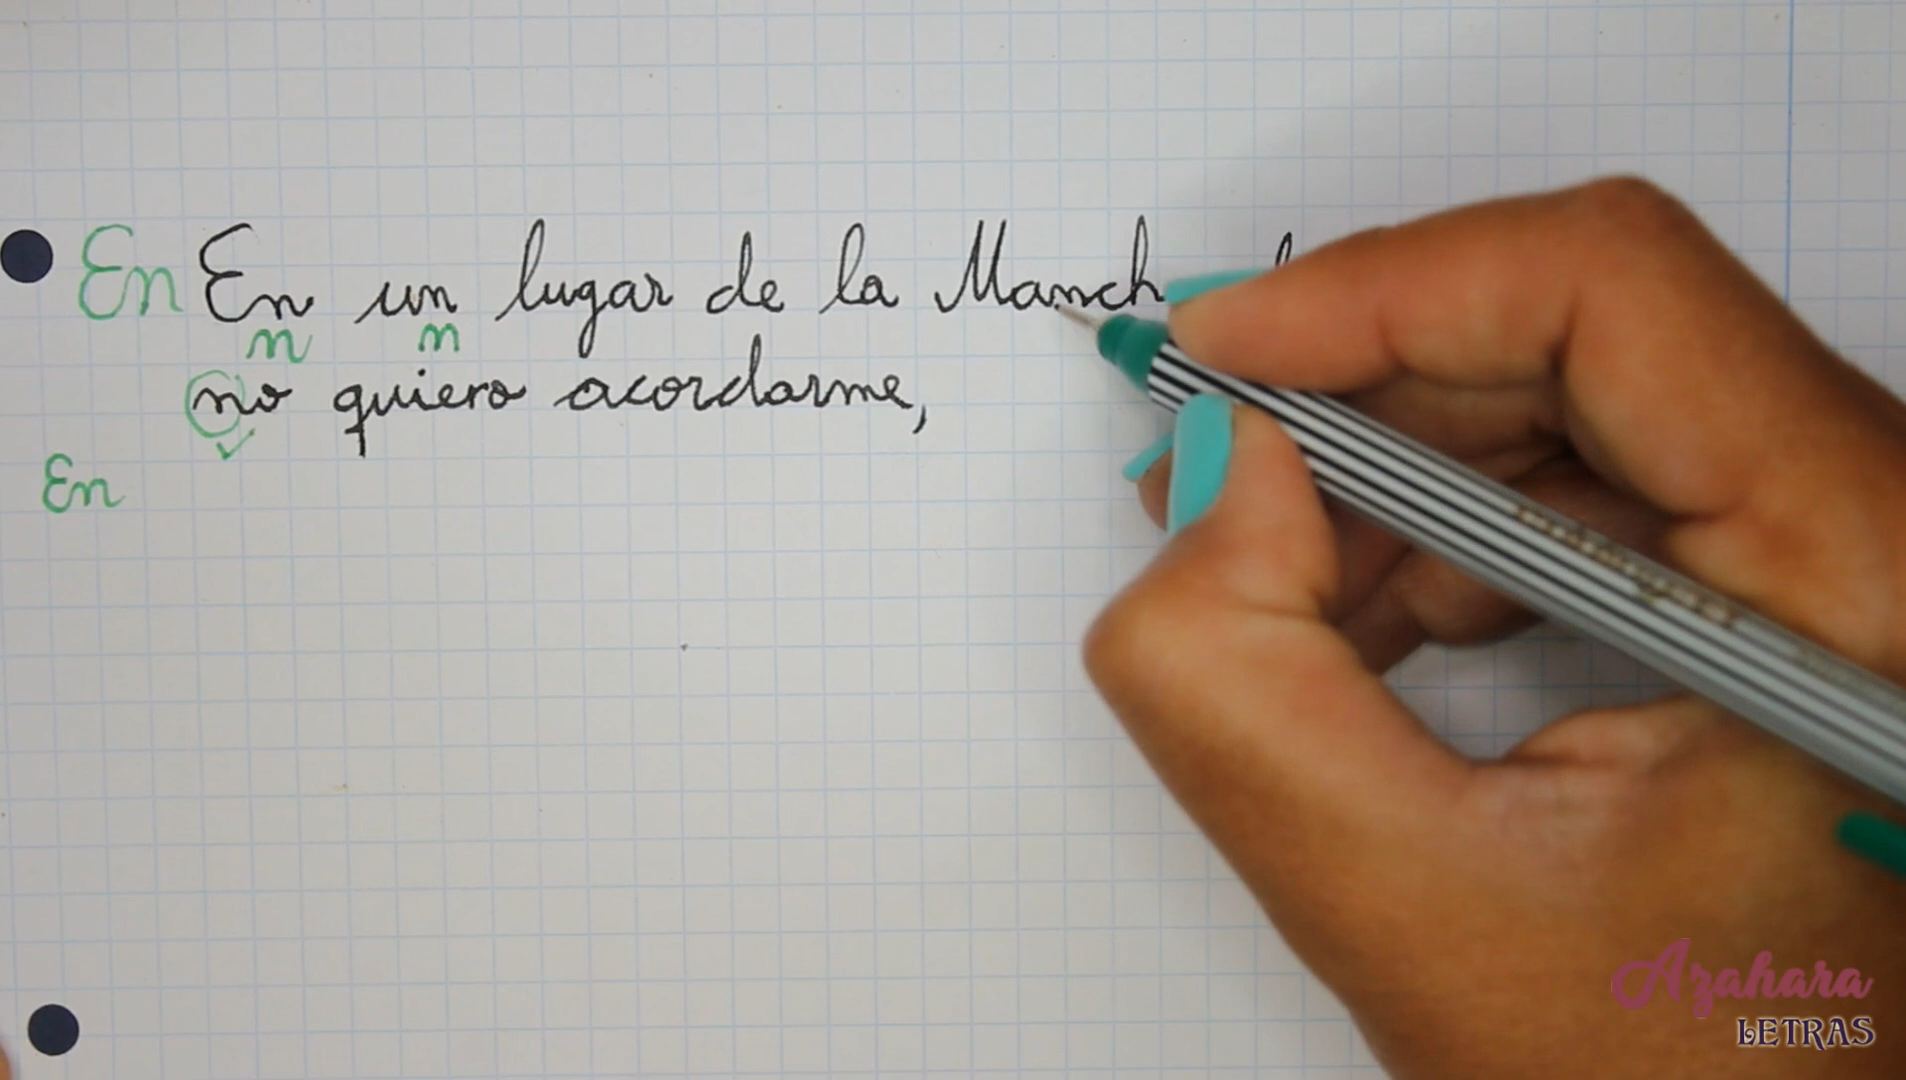 En En un lugar de la Manch
n n
no quiero acordarme,
En
Azahara
LETRAS